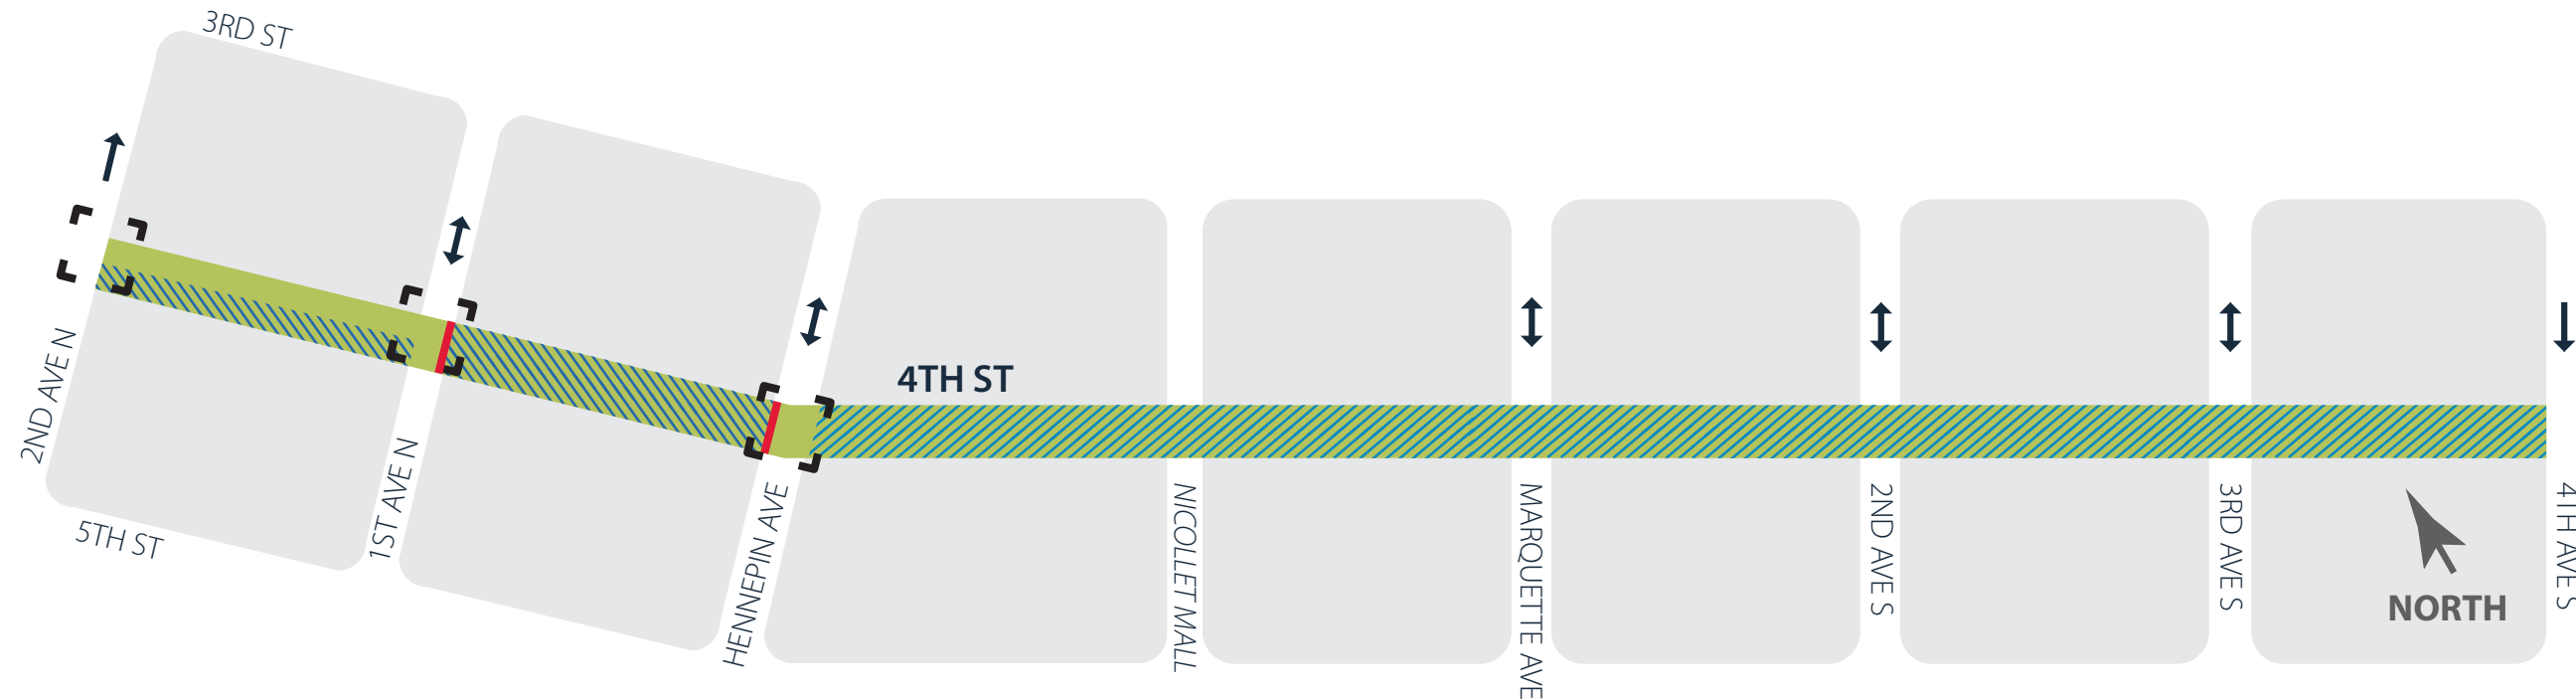 3RD ST
4TH ST
2ND AVE N
1ST AVE N
HENNEPIN AVE
NICOLLET MALL
MARQUETTE AVE
2ND AVE S
3RD AVE S
4TH AVE S
5TH ST
NORTH